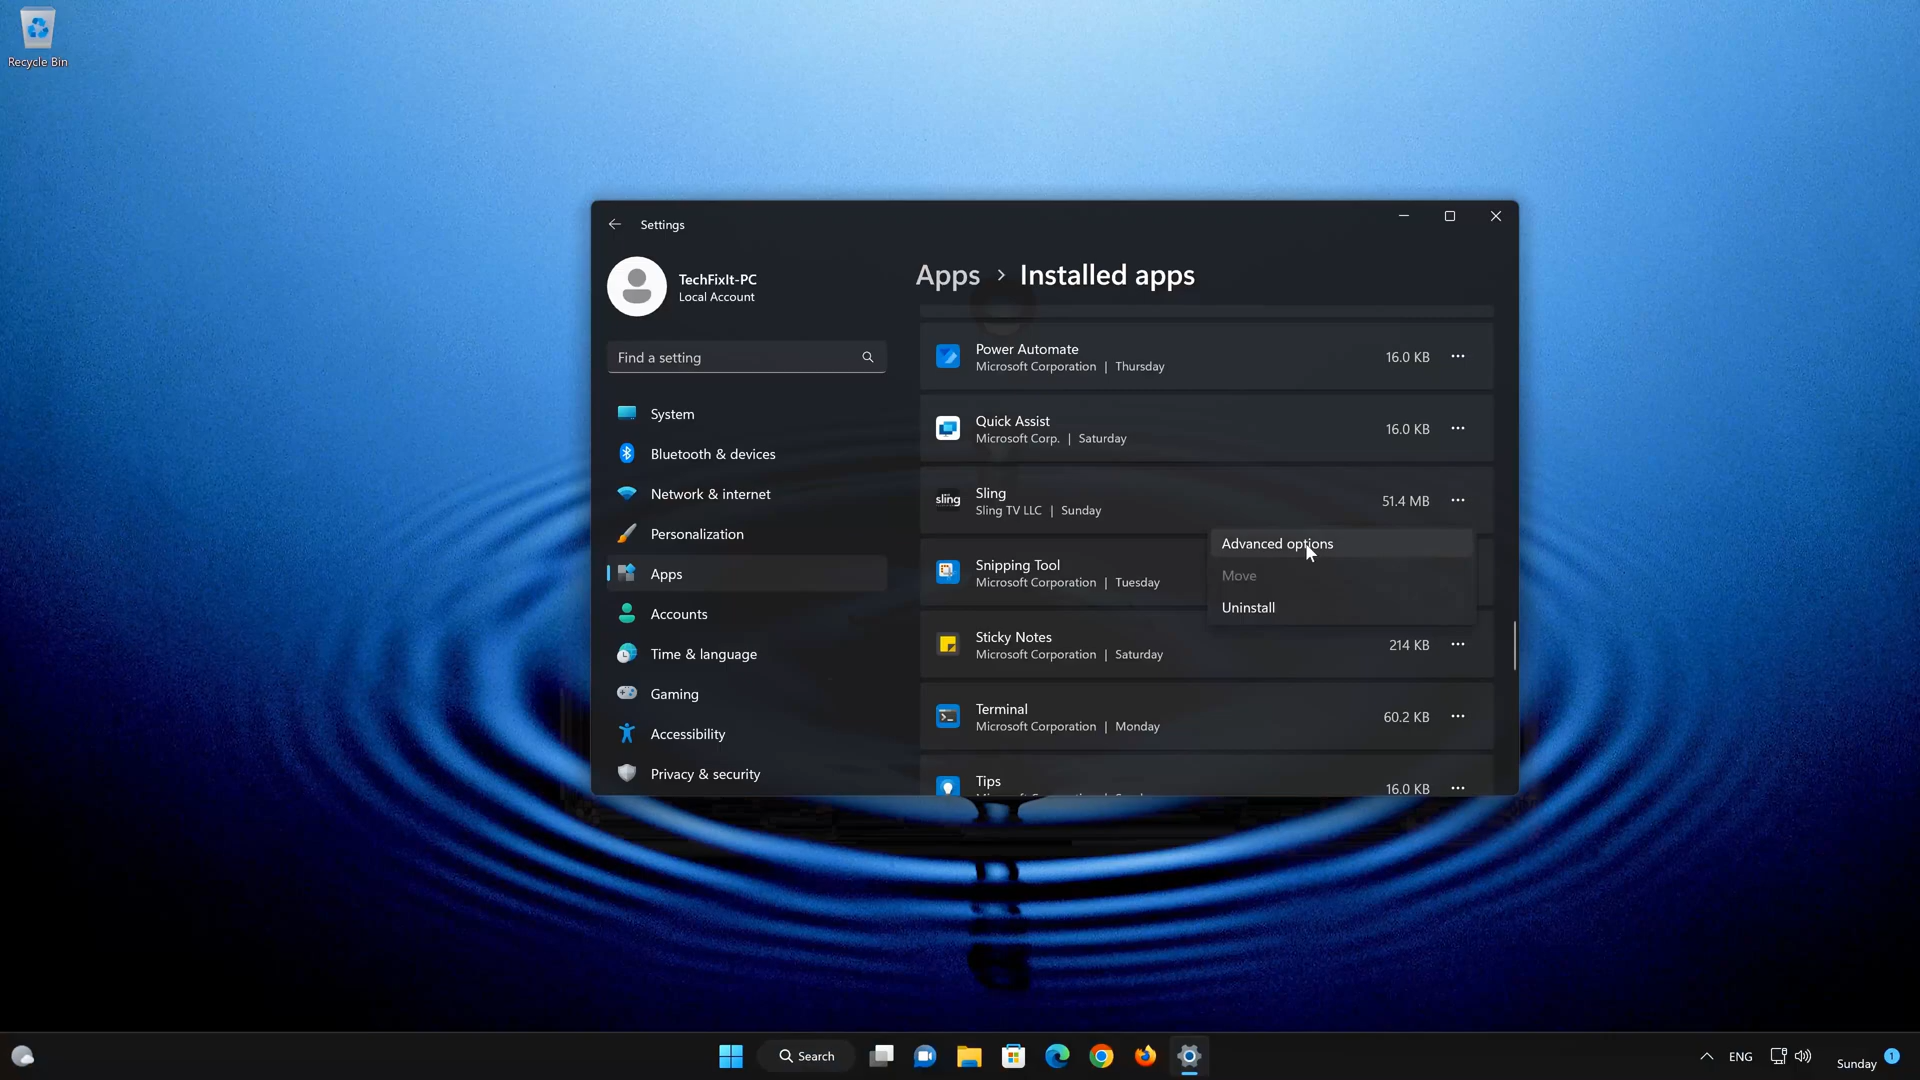 Recycle Bin
Settings
TechFixIt-PC
Local Account
Find a setting
System
Bluetooth & devices
Network & internet
Personalization
Apps
Accounts
Time & language
Gaming
Accessibility
Privacy & security
Apps > Installed apps
Power Automate
Microsoft Corporation | Thursday
16.0 KB
Quick Assist
Microsoft Corp. | Saturday
16.0 KB
sling
Sling
Sling TV LLC | Sunday
51.4 MB
Advanced options
Move
Uninstall
Snipping Tool
Microsoft Corporation | Tuesday
Sticky Notes
Microsoft Corporation | Saturday
214 KB
Terminal
Microsoft Corporation | Monday
60.2 KB
Tips
16.0 KB
Search
ENG
Sunday
1